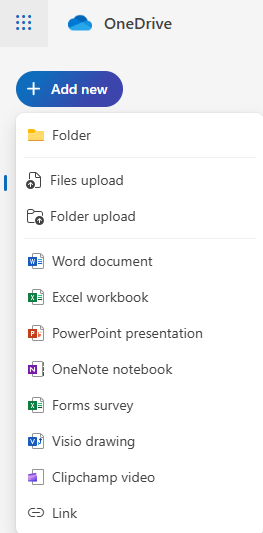 OneDrive
Add new
Folder
Files upload
Folder upload
Word document
Excel workbook
PowerPoint presentation
OneNote notebook
Forms survey
Visio drawing
Clipchamp video
Link